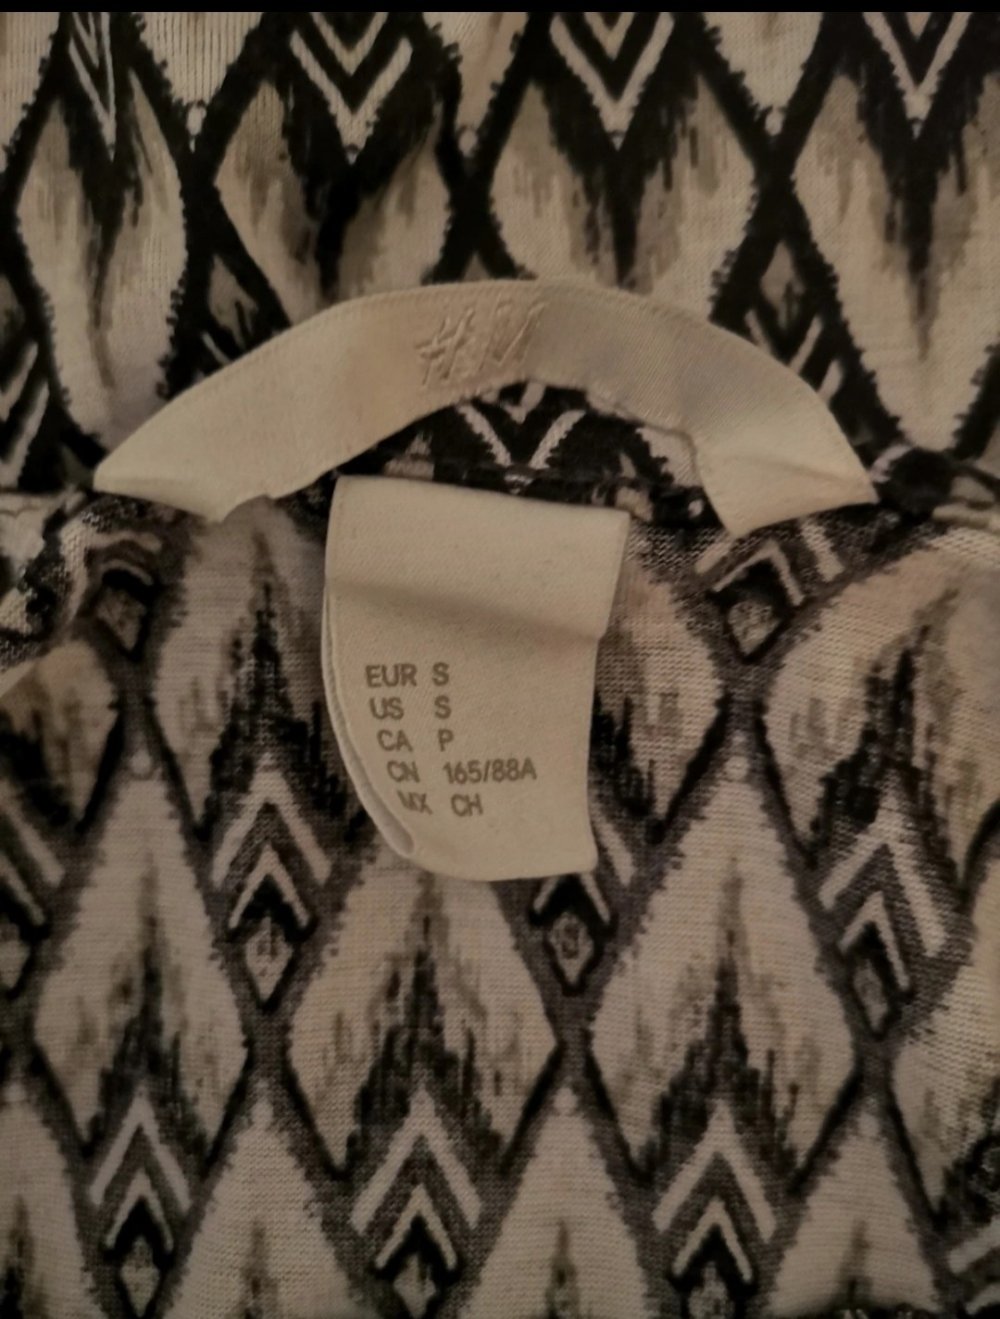 H&M
EUR S
US S
CA P
CN 165/88A
MX CH